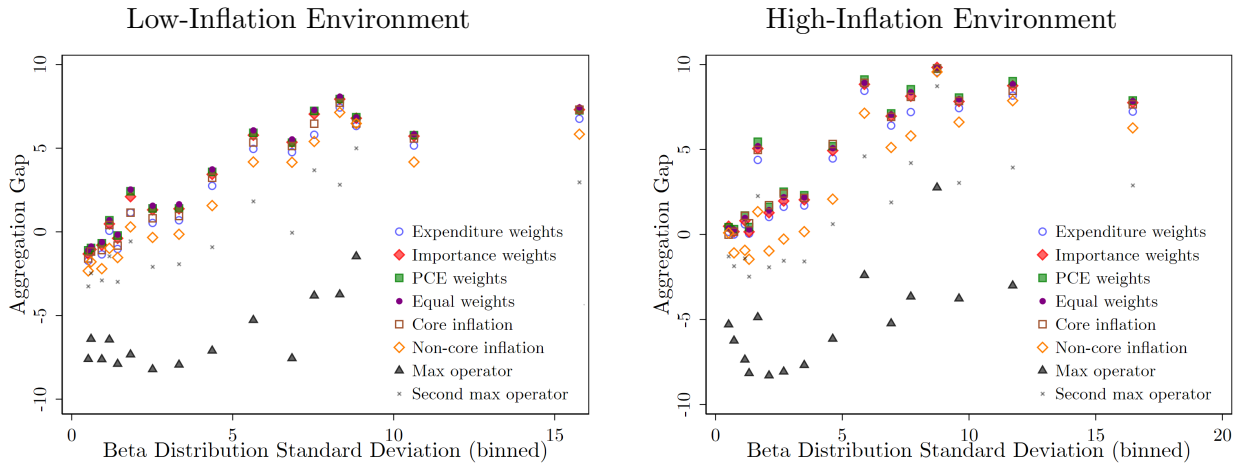 Low-Inflation Environment
Aggregation Gap
10
5
0
-5
-10
Expenditure weights
Importance weights
PCE weights
Equal weights
Core inflation
Non-core inflation
Max operator
Second max operator
0
5
10
15
Beta Distribution Standard Deviation (binned)
High-Inflation Environment
Aggregation Gap
10
5
0
-5
-10
Expenditure weights
Importance weights
PCE weights
Equal weights
Core inflation
Non-core inflation
Max operator
Second max operator
0
5
10
15
20
Beta Distribution Standard Deviation (binned)